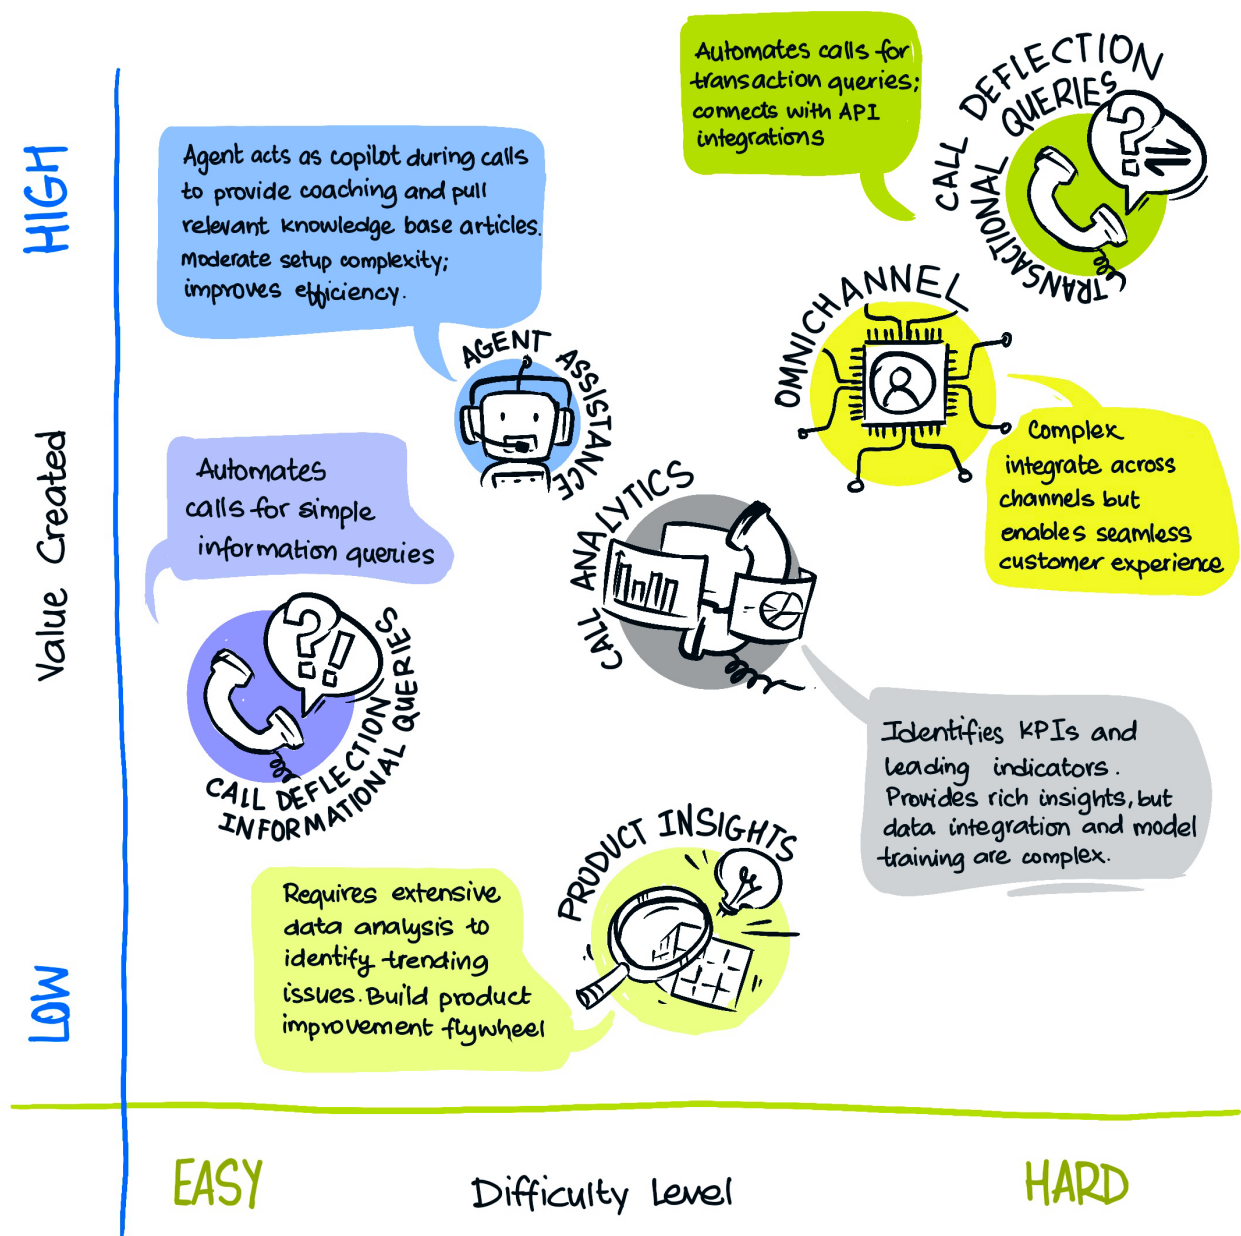 HIGH
Value Created
LOW
EASY
Difficulty Level
HARD
Automates calls for
transaction queries;
connects with API
integrations
CALL DEFLECTION
TRANSACTIONAL QUERIES
Agent acts as copilot during calls
to provide coaching and pull
relevant knowledge base articles.
moderate setup complexity;
improves efficiency.
AGENT ASSISTANCE
OMNICHANNEL
Complex
integrate across
channels but
enables seamless
customer experience
Automates
calls for simple
information queries
CALL DEFLECTION
INFORMATIONAL QUERIES
CALL ANALYTICS
Identifies KPIs and
leading indicators.
Provides rich insights, but
data integration and model
training are complex.
PRODUCT INSIGHTS
Requires extensive
data analysis to
identify trending
issues. Build product
improvement flywheel